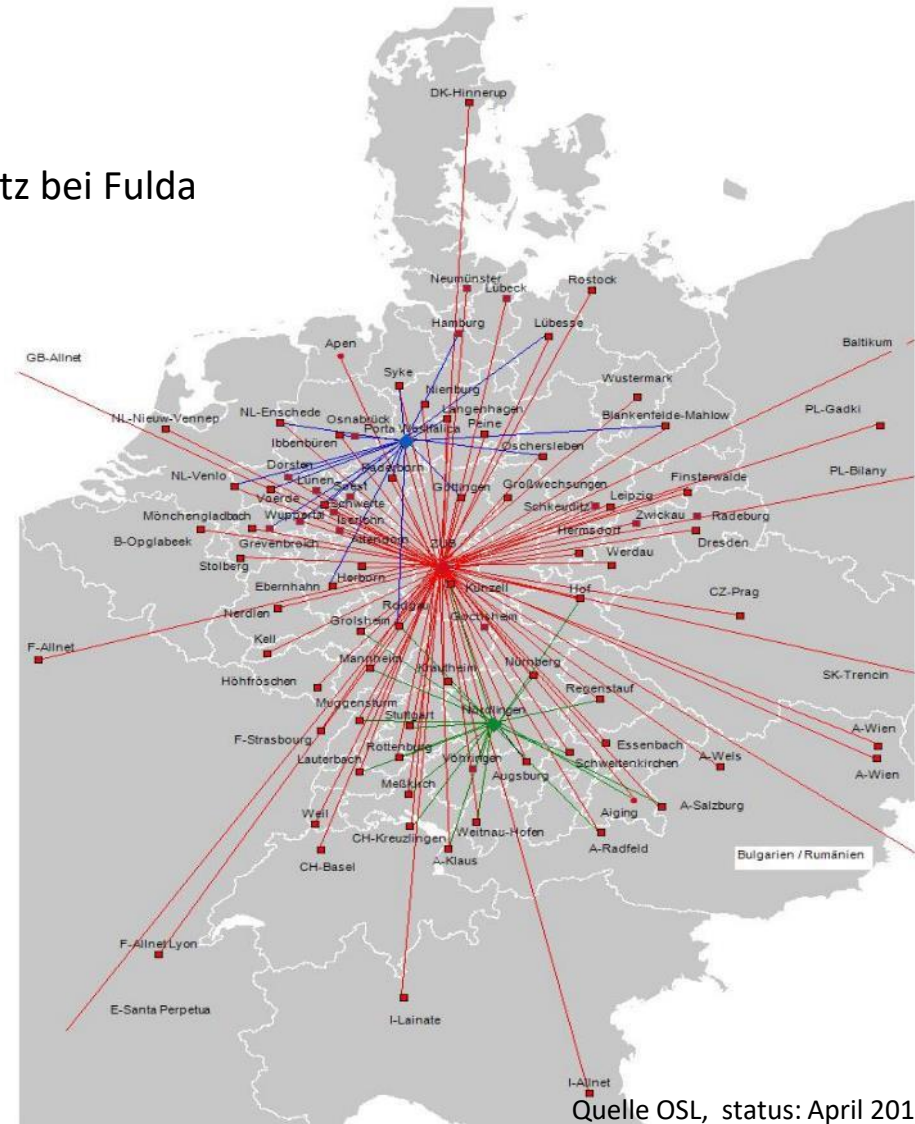 DK-Hinnerup
tz bei Fulda
Neumünster
Lübeck
Rostock
Hamburg
Lübesse
Apen
Baltikum
GB-Allnet
Syke
Wustermark
Nienburg
NL-Nieuw-Vennep
NL-Enschede
Langenhagen
Blankenfelde-Mahlow
PL-Gadki
Osnabrück
Porta Westfalica
Peine
Ibbenbüren
Oschersleben
Dorsten
Paderborn
PL-Bilany
NL-Venlo
Lünen
Soest
Göttingen
Großwechsungen
Finsterwalde
Voerde
Schwerte
Schkeuditz
Leipzig
Mönchengladbach
Wuppertal
Iserlohn
Zwickau
Radeburg
B-Opglabeek
Grevenbroich
Attendorn
ZUB
Hermsdorf
Dresden
Stolberg
Werdau
Ebernhahn
Herborn
Künzell
Hof
CZ-Prag
Nerdlen
Grolsheim
Rodgau
Gochsheim
F-Allnet
Kell
Mannheim
Krautheim
Nürnberg
SK-Trencin
Höhfröschen
Regenstauf
Muggensturm
Nördlingen
Stuttgart
F-Strasbourg
Essenbach
A-Wien
Lauterbach
Rottenburg
Vöhringen
Schweitenkirchen
A-Wels
Augsburg
A-Wien
Meßkirch
Weil
Aiging
A-Salzburg
CH-Kreuzlingen
Weitnau-Hofen
CH-Basel
A-Klaus
A-Radfeld
Bulgarien / Rumänien
F-Allnet Lyon
E-Santa Perpetua
I-Lainate
I-Allnet
Quelle OSL, status: April 201